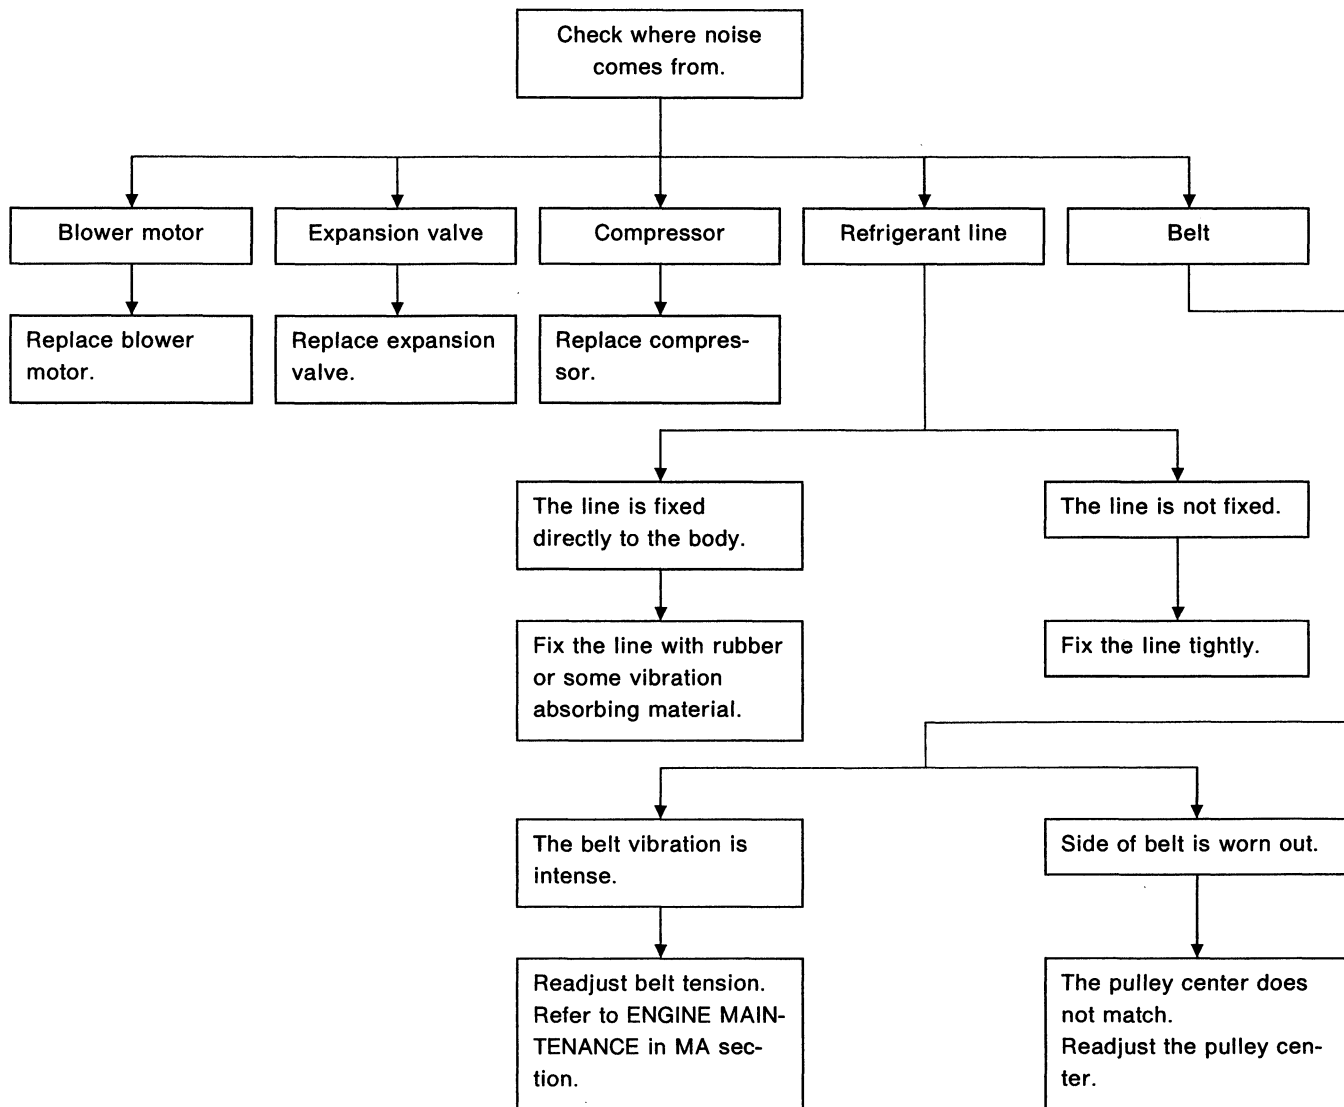 Check where noise
comes from.
Blower motor
Expansion valve
Compressor
Refrigerant line
Belt
Replace blower
motor.
Replace expansion
valve.
Replace compres-
sor.
The line is fixed
directly to the body.
The line is not fixed.
Fix the line with rubber
or some vibration
absorbing material.
Fix the line tightly.
The belt vibration is
intense.
Side of belt is worn out.
Readjust belt tension.
Refer to ENGINE MAIN-
TENANCE in MA sec-
tion.
The pulley center does
not match.
Readjust the pulley cen-
ter.